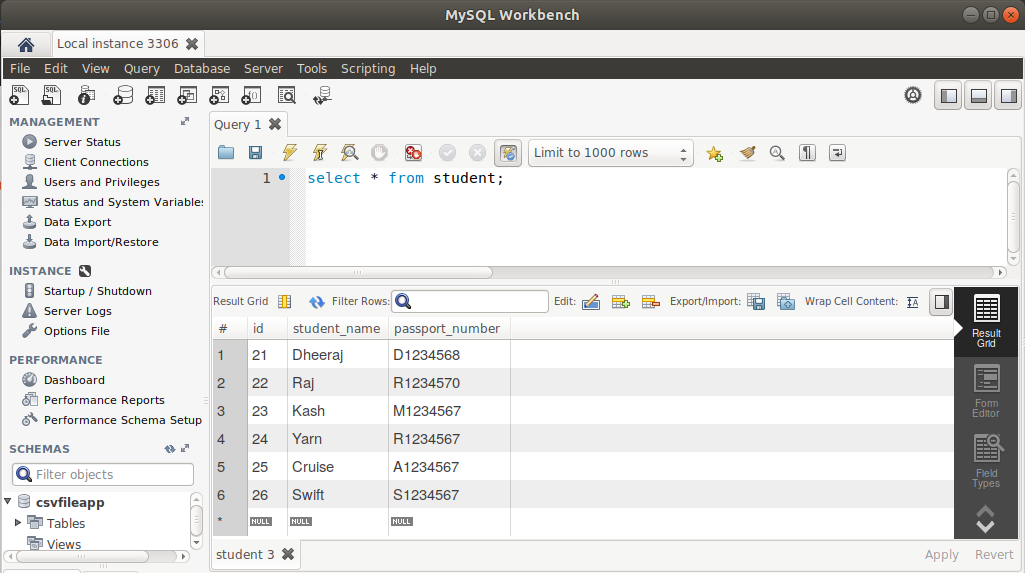 MySQL Workbench
Local instance 3306
File Edit View Query Database Server Tools Scripting Help
MANAGEMENT
Server Status
Client Connections
Users and Privileges
Status and System Variables
Data Export
Data Import/Restore
INSTANCE
Startup / Shutdown
Server Logs
Options File
PERFORMANCE
Dashboard
Performance Reports
Performance Schema Setup
SCHEMAS
Filter objects
csvfileapp
Tables
Views
Query 1
Limit to 1000 rows
1 select * from student;
Result Grid Filter Rows: Edit: Export/Import: Wrap Cell Content:
# id student_name passport_number
1 21 Dheeraj D1234568
2 22 Raj R1234570
3 23 Kash M1234567
4 24 Yarn R1234567
5 25 Cruise A1234567
6 26 Swift S1234567
* NULL NULL NULL
Result
Grid
Form
Editor
Field
Types
student 3
Apply Revert